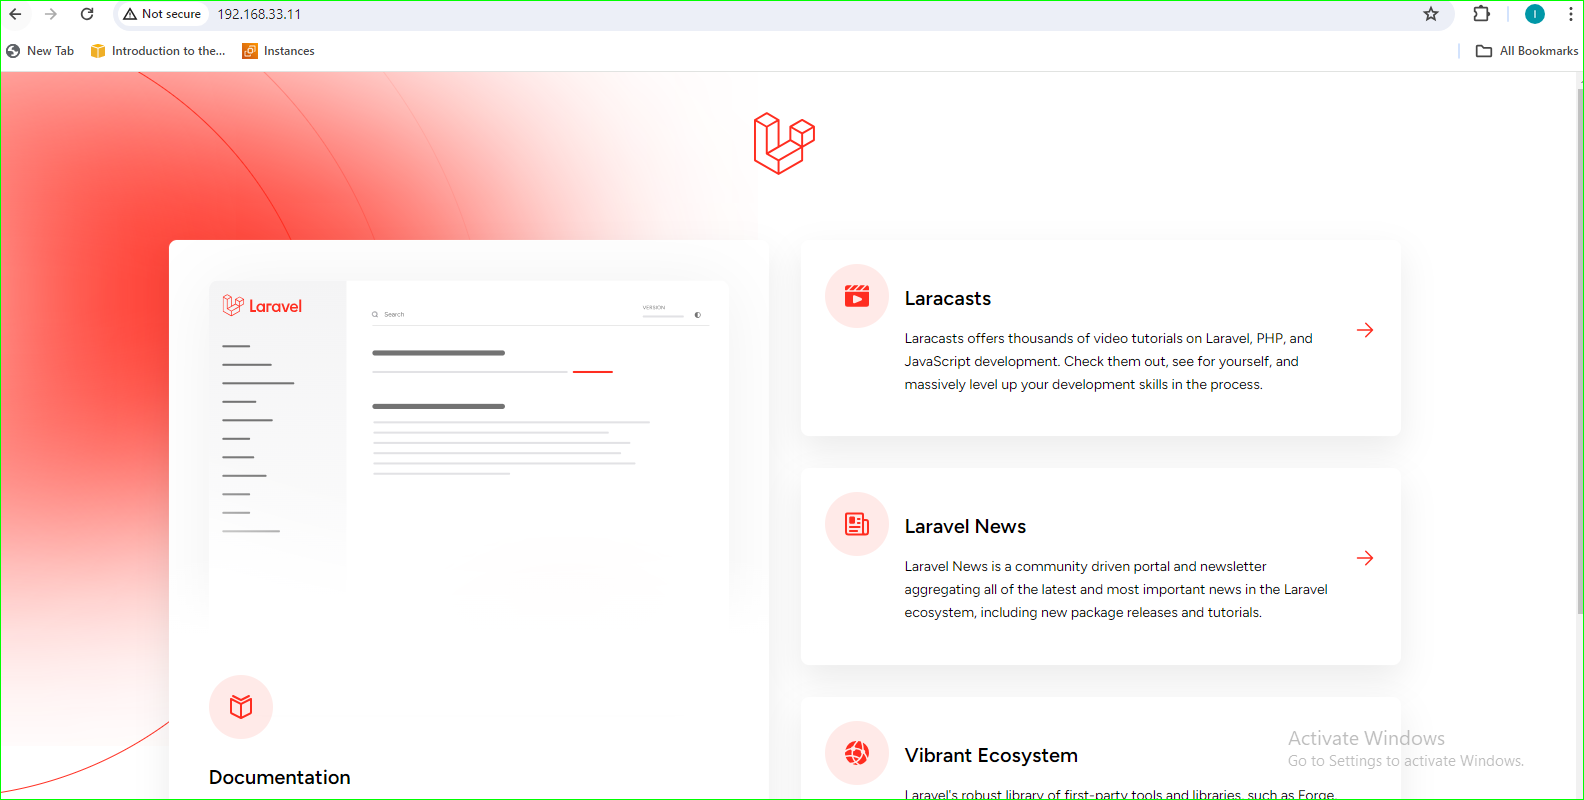 Not secure 192.168.33.11
New Tab Introduction to the... Instances All Bookmarks
Laravel
Search
VERSION
Documentation
Laracasts
Laracasts offers thousands of video tutorials on Laravel, PHP, and
JavaScript development. Check them out, see for yourself, and
massively level up your development skills in the process.
Laravel News
Laravel News is a community driven portal and newsletter
aggregating all of the latest and most important news in the Laravel
ecosystem, including new package releases and tutorials.
Vibrant Ecosystem
Laravel's robust library of first-party tools and libraries, such as Forge,
Activate Windows
Go to Settings to activate Windows.